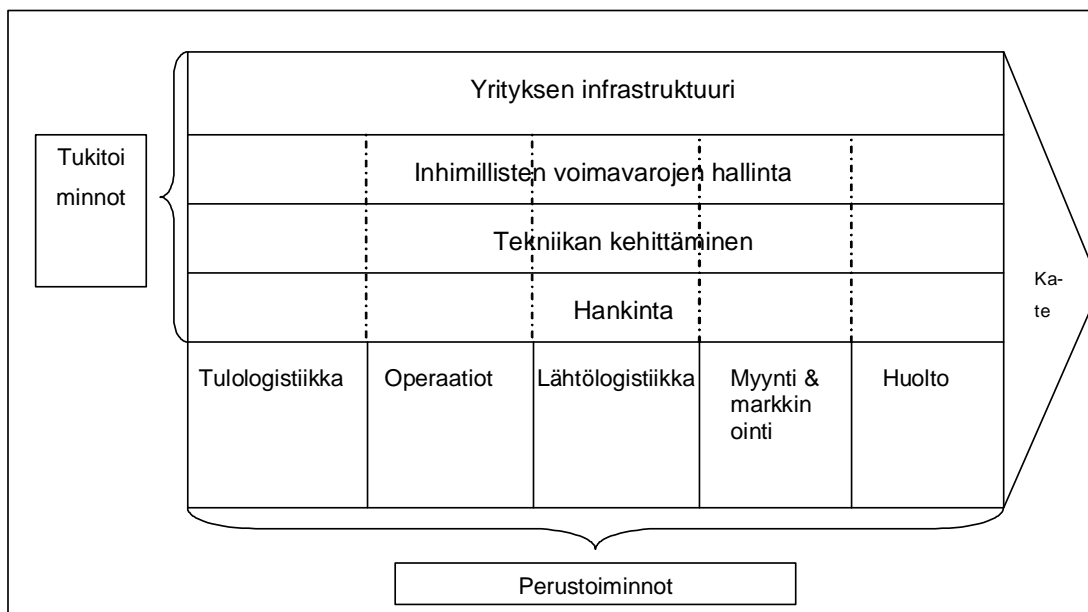 Yrityksen infrastruktuuri
Tukitoi
minnot
Inhimillisten voimavarojen hallinta
Tekniikan kehittäminen
Hankinta
Ka-
te
Tulologistiikka
Operaatiot
Lähtölogistiikka
Myynti &
markkin
ointi
Huolto
Perustoiminnot